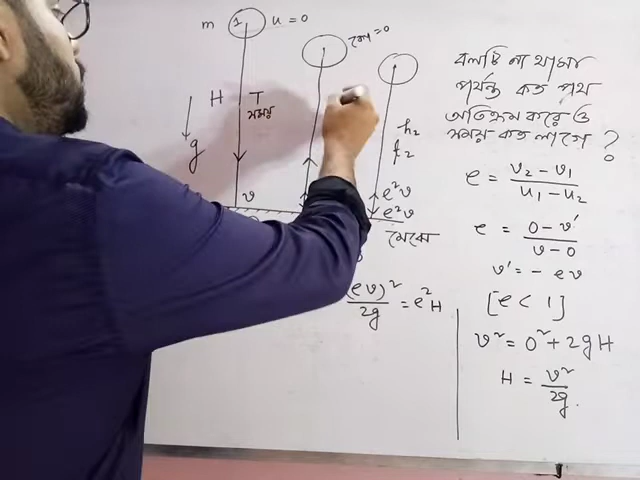 m 1 u = 0
বেগ = 0
H T
সময়
g
v
h₂
t₂
e²v
e²v
মেঝে
(ev)²/2g = e²H
বলটি না থামা
পর্যন্ত কত পথ
অতিক্রম করে ও
সময় কত লাগে ?
e = (v₂ - v₁)/(u₁ - u₂)
e = (0 - v')/(v - 0)
v' = - ev
[e < 1]
v² = 0² + 2gH
H = v²/2g.